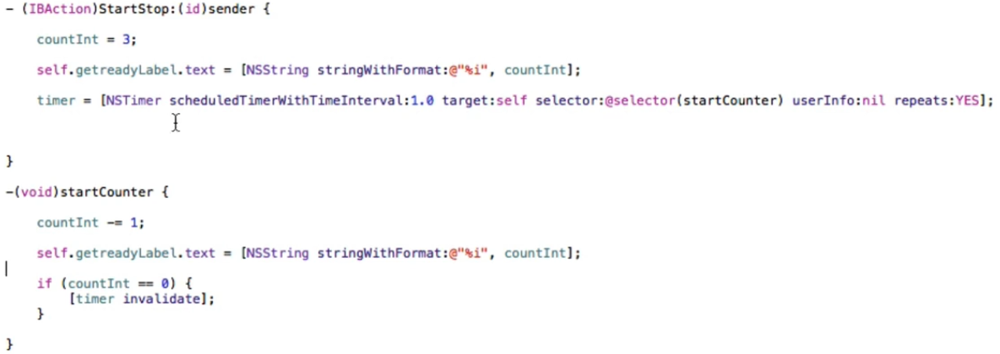 - (IBAction)StartStop:(id)sender {
countInt = 3;
self.getreadyLabel.text = [NSString stringWithFormat:@"%i", countInt];
timer = [NSTimer scheduledTimerWithTimeInterval:1.0 target:self selector:@selector(startCounter) userInfo:nil repeats:YES];
}
-(void)startCounter {
countInt -= 1;
self.getreadyLabel.text = [NSString stringWithFormat:@"%i", countInt];
if (countInt == 0) {
[timer invalidate];
}
}